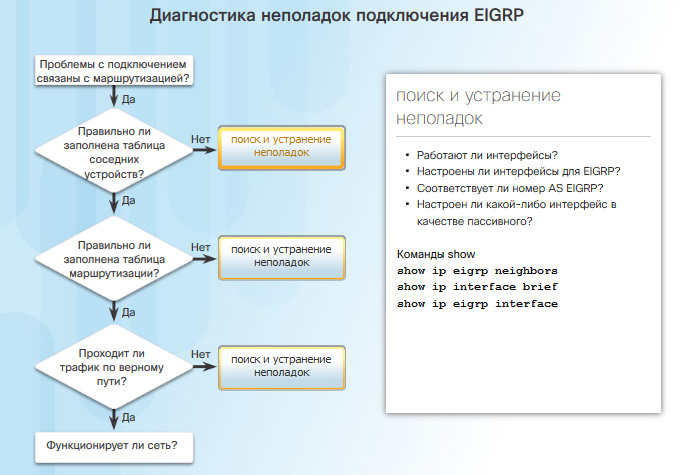 Диагностика неполадок подключения EIGRP
Проблемы с подключением
связаны с маршрутизацией?
Да
Правильно ли
заполнена таблица
соседних
устройств?
Нет
поиск и устранение
неполадок
Да
Правильно ли
заполнена таблица
маршрутизации?
Нет
поиск и устранение
неполадок
Да
Проходит ли
трафик по верному
пути?
Нет
поиск и устранение
неполадок
Да
Функционирует ли сеть?
поиск и устранение
неполадок
• Работают ли интерфейсы?
• Настроены ли интерфейсы для EIGRP?
• Соответствует ли номер AS EIGRP?
• Настроен ли какой-либо интерфейс в
качестве пассивного?
Команды show
show ip eigrp neighbors
show ip interface brief
show ip eigrp interface